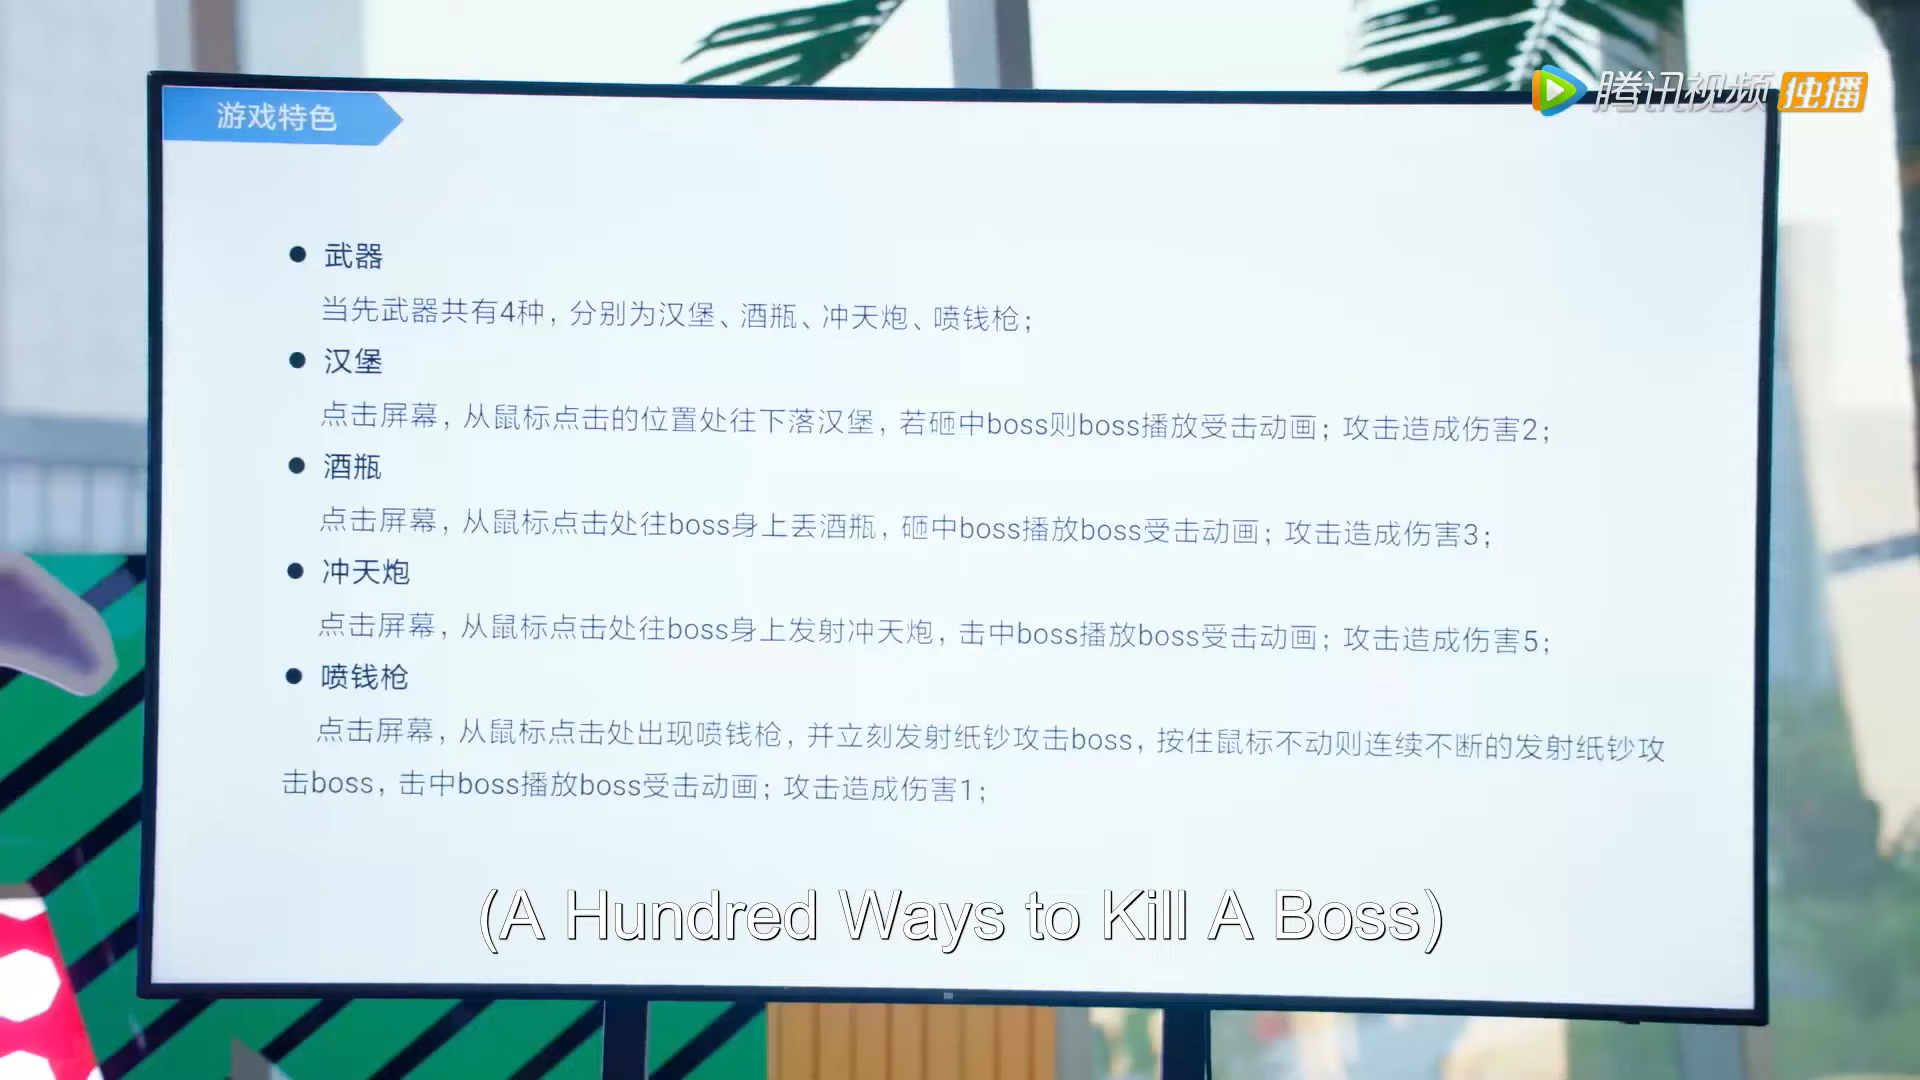 腾讯视频 独播
游戏特色
● 武器
当先武器共有4种，分别为汉堡、酒瓶、冲天炮、喷钱枪；
● 汉堡
点击屏幕，从鼠标点击的位置处往下落汉堡，若砸中boss则boss播放受击动画；攻击造成伤害2；
● 酒瓶
点击屏幕，从鼠标点击处往boss身上丢酒瓶，砸中boss播放boss受击动画；攻击造成伤害3；
● 冲天炮
点击屏幕，从鼠标点击处往boss身上发射冲天炮，击中boss播放boss受击动画；攻击造成伤害5；
● 喷钱枪
点击屏幕，从鼠标点击处出现喷钱枪，并立刻发射纸钞攻击boss，按住鼠标不动则连续不断的发射纸钞攻
击boss，击中boss播放boss受击动画；攻击造成伤害1；
(A Hundred Ways to Kill A Boss)